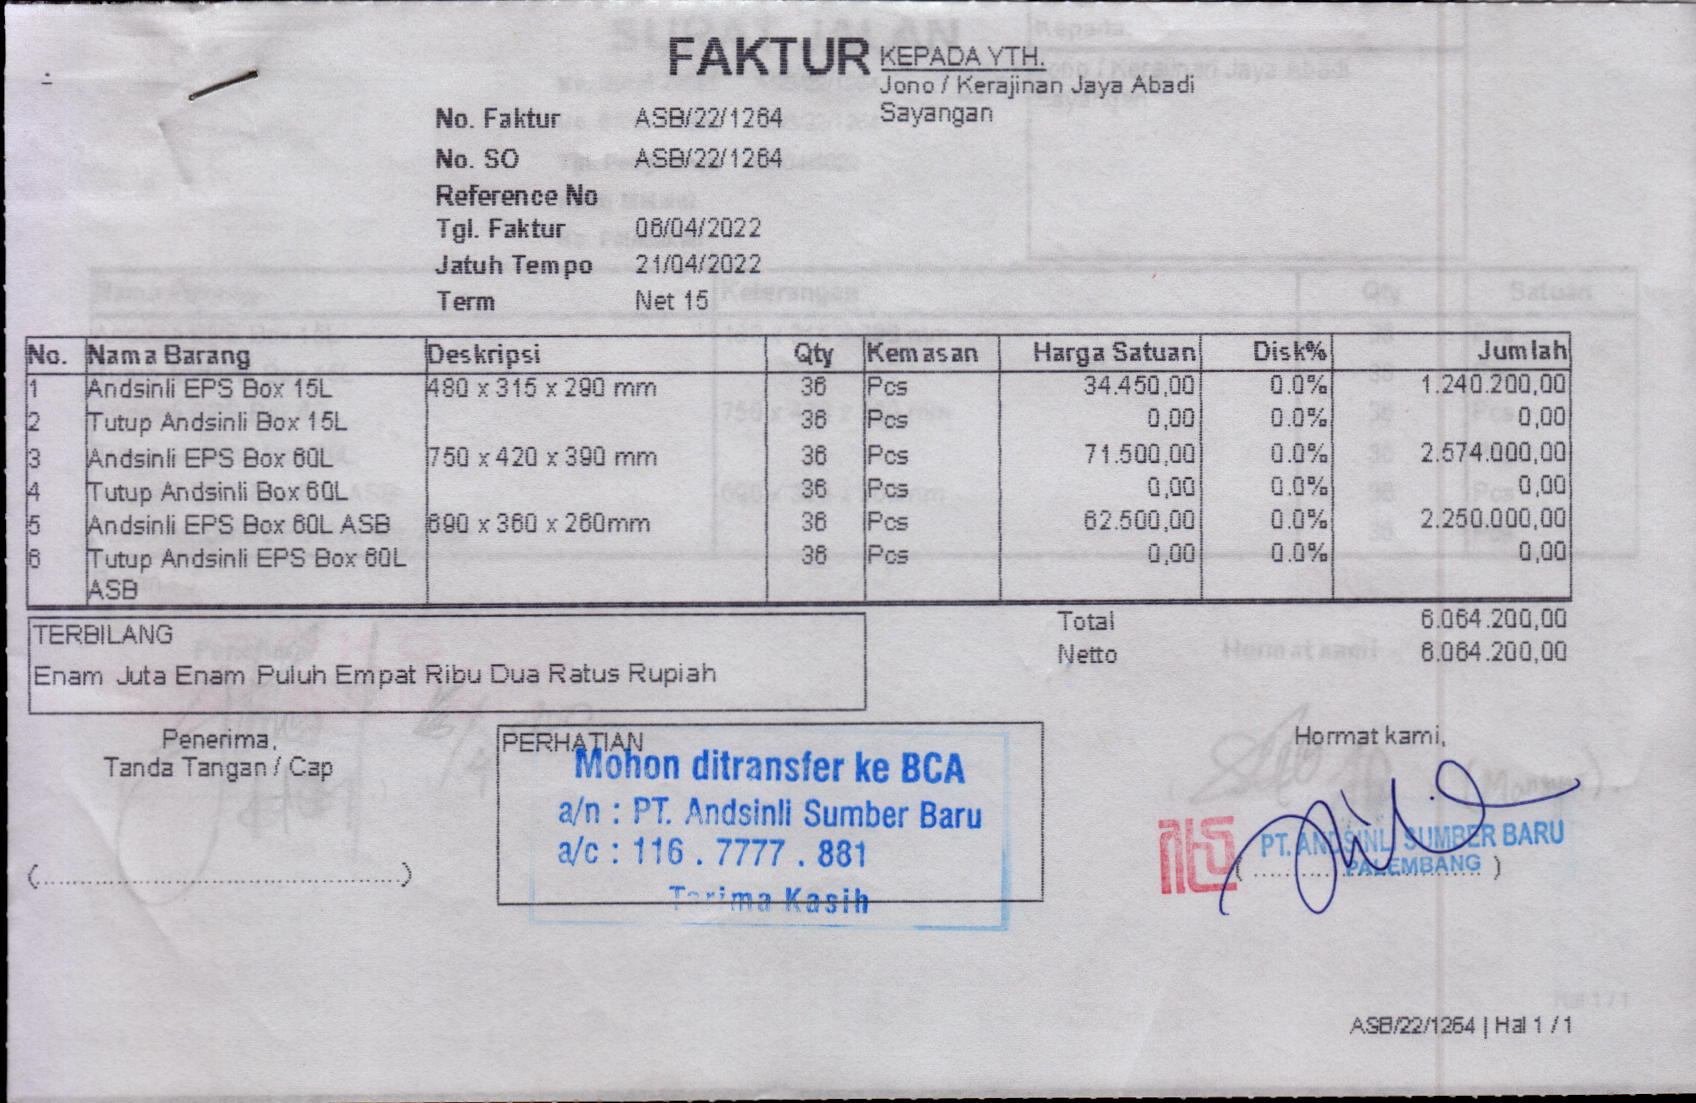 FAKTUR
KEPADA YTH.
Jono / Kerajinan Jaya Abadi
Sayangan
No. Faktur ASB/22/1264
No. SO ASB/22/1264
Reference No
Tgl. Faktur 06/04/2022
Jatuh Tempo 21/04/2022
Term Net 15
No. Nama Barang Deskripsi Qty Kemasan Harga Satuan Disk% Jumlah
1 Andsinli EPS Box 15L 480 x 315 x 290 mm 36 Pcs 34.450,00 0.0% 1.240.200,00
2 Tutup Andsinli Box 15L 36 Pcs 0,00 0.0% 0,00
3 Andsinli EPS Box 60L 750 x 420 x 390 mm 36 Pcs 71.500,00 0.0% 2.574.000,00
4 Tutup Andsinli Box 60L 36 Pcs 0,00 0.0% 0,00
5 Andsinli EPS Box 60L ASB 690 x 360 x 260mm 36 Pcs 62.500,00 0.0% 2.250.000,00
6 Tutup Andsinli EPS Box 60L 36 Pcs 0,00 0.0% 0,00
ASB
Total 6.064.200,00
Netto 6.064.200,00
TERBILANG
Enam Juta Enam Puluh Empat Ribu Dua Ratus Rupiah
Penerima,
Tanda Tangan / Cap
(..........................................)
PERHATIAN
Mohon ditransfer ke BCA
a/n : PT. Andsinli Sumber Baru
a/c : 116 . 7777 . 881
Terima Kasih
Hormat kami,
PT. ANDSINLI SUMBER BARU
PALEMBANG
ASB/22/1264 | Hal 1 / 1